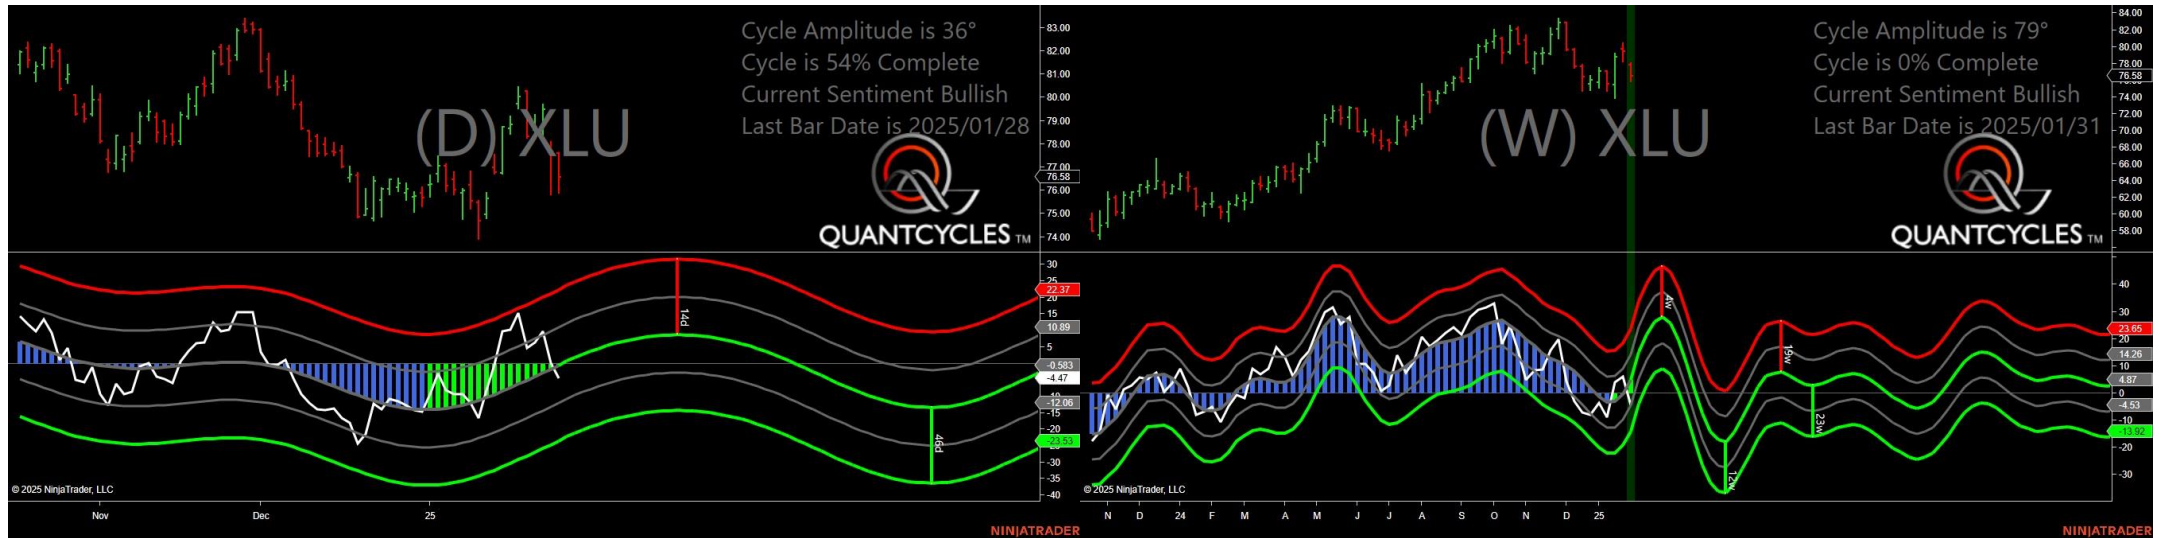 Cycle Amplitude is 36°
Cycle is 54% Complete
Current Sentiment Bullish
Last Bar Date is 2025/01/28
(D) XLU
QUANTCYCLES TM
83.00
82.00
81.00
80.00
79.00
78.00
77.00
76.58
76.00
75.00
74.00
30
25
22.37
20
15
10.89
5
-0.583
-4.47
-12.06
-15
-20
-23.53
-30
-35
-40
14d
46d
© 2025 NinjaTrader, LLC
Nov
Dec
25
NINJATRADER
Cycle Amplitude is 79°
Cycle is 0% Complete
Current Sentiment Bullish
Last Bar Date is 2025/01/31
(W) XLU
QUANTCYCLES TM
84.00
82.00
80.00
78.00
76.58
74.00
72.00
70.00
68.00
66.00
64.00
62.00
60.00
58.00
40
30
23.65
20
14.26
10
4.87
0
-4.53
-10
-13.92
-20
-30
4w
19w
23w
12w
© 2025 NinjaTrader, LLC
N D 24 F M A M J J A S O N D 25
NINJATRADER